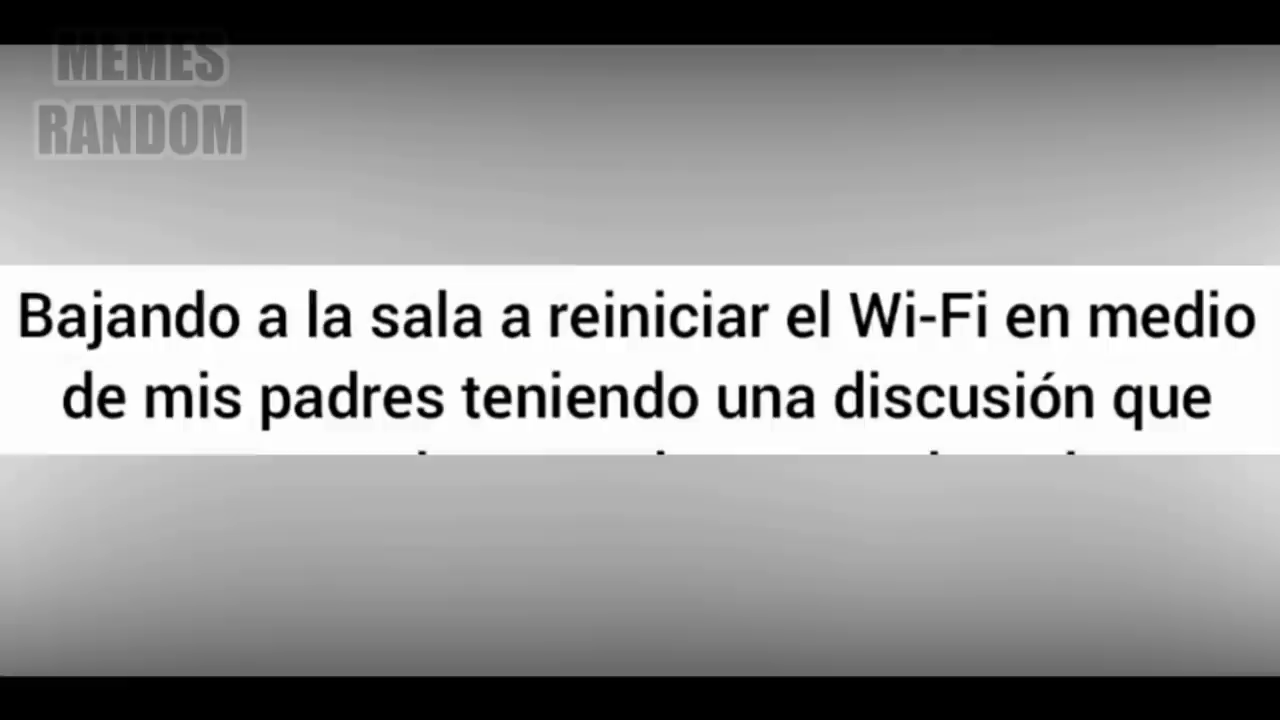 MEMES
RANDOM
Bajando a la sala a reiniciar el Wi-Fi en medio
de mis padres teniendo una discusión que